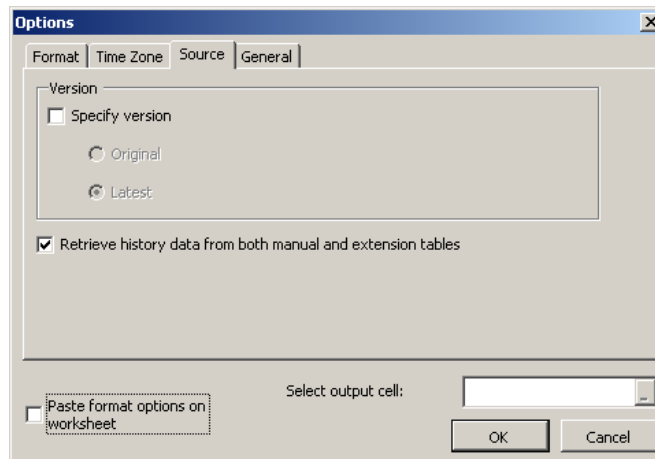 Options
Format
Time Zone
Source
General
Version
Specify version
Original
Latest
Retrieve history data from both manual and extension tables
Paste format options on
worksheet
Select output cell:
...
OK
Cancel